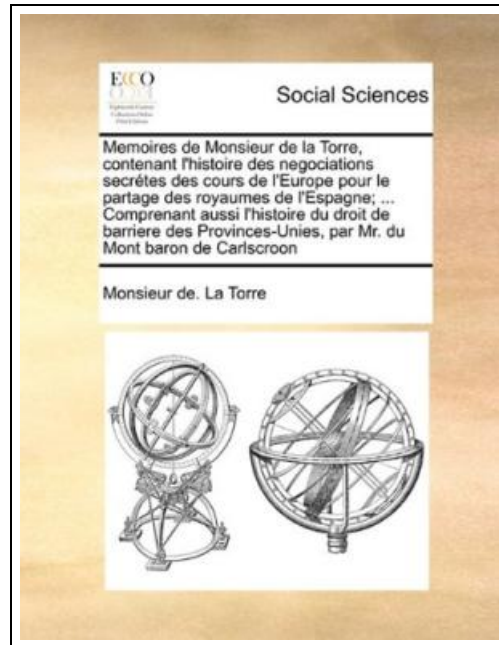 ECCO
Social Sciences
Memoires de Monsieur de la Torre,
contenant l'histoire des negociations
secrétes des cours de l'Europe pour le
partage des royaumes de l'Espagne; ...
Comprenant aussi l'histoire du droit de
barriere des Provinces-Unies, par Mr. du
Mont baron de Carlscroon
Monsieur de. La Torre